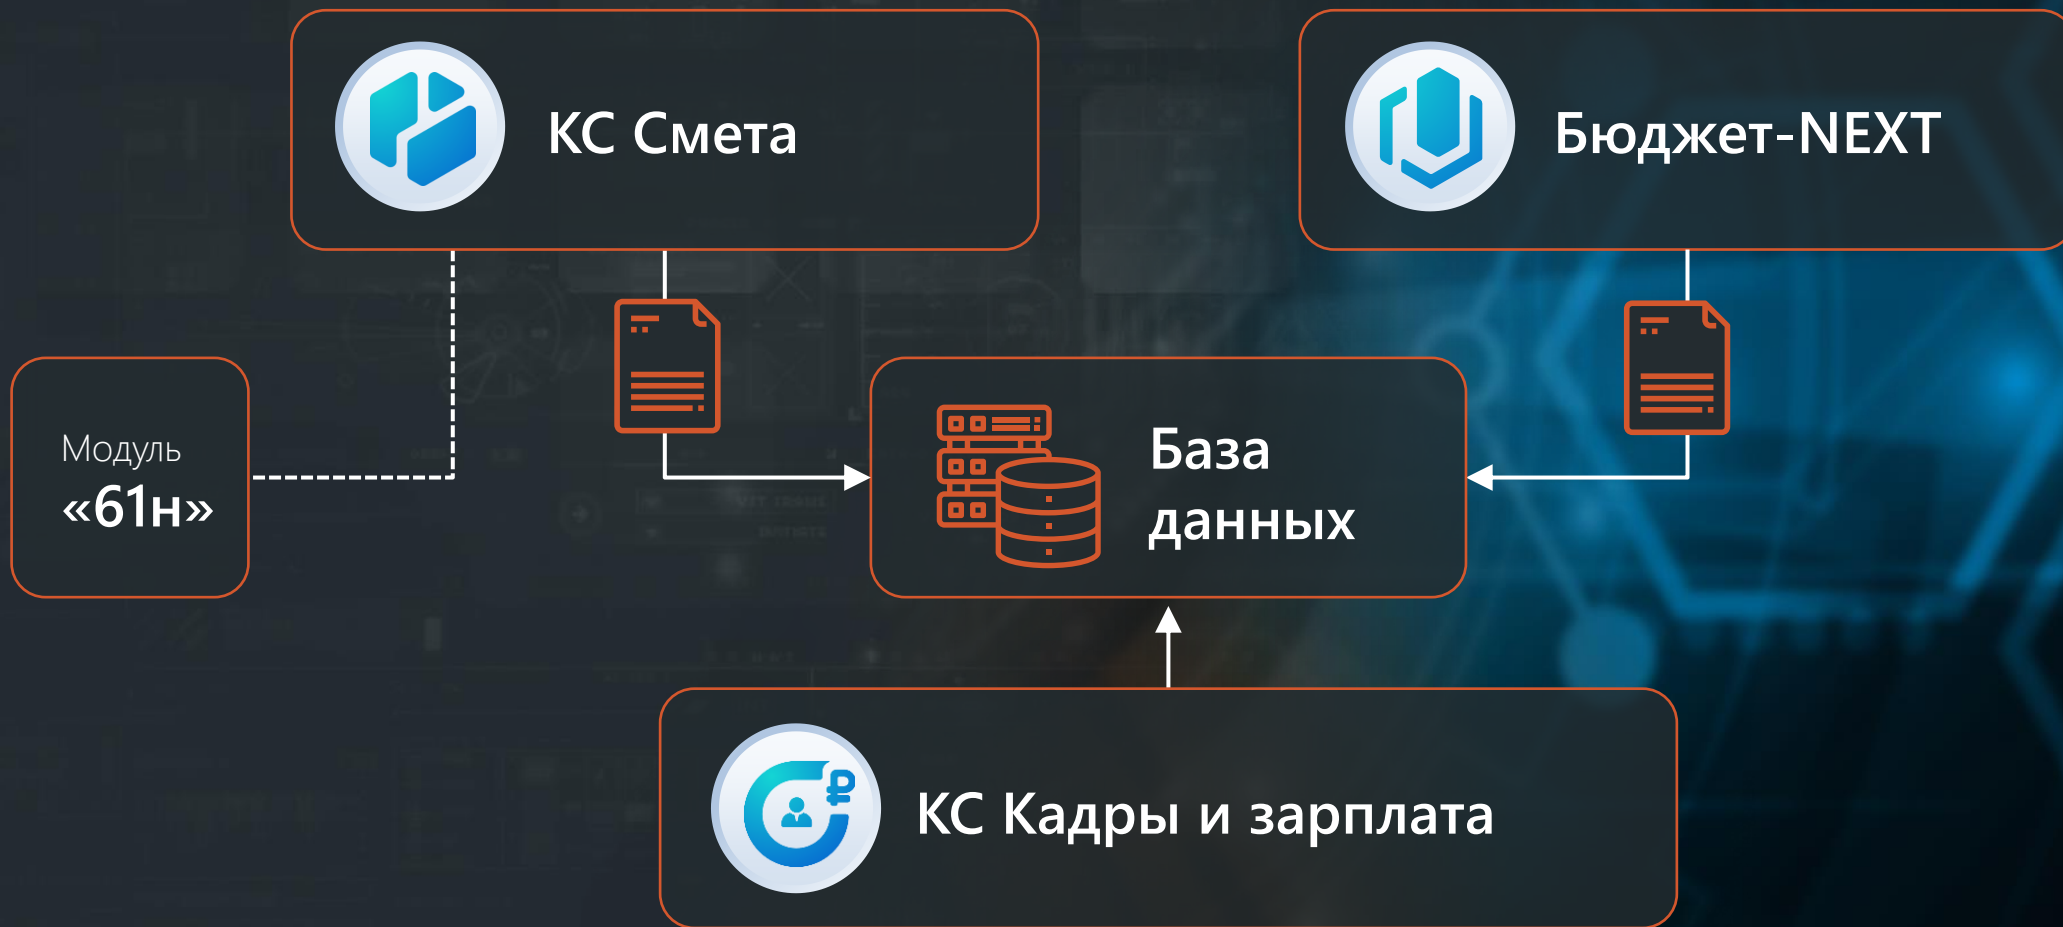 КС Смета
Бюджет-NEXT
Модуль
«61н»
База
данных
КС Кадры и зарплата